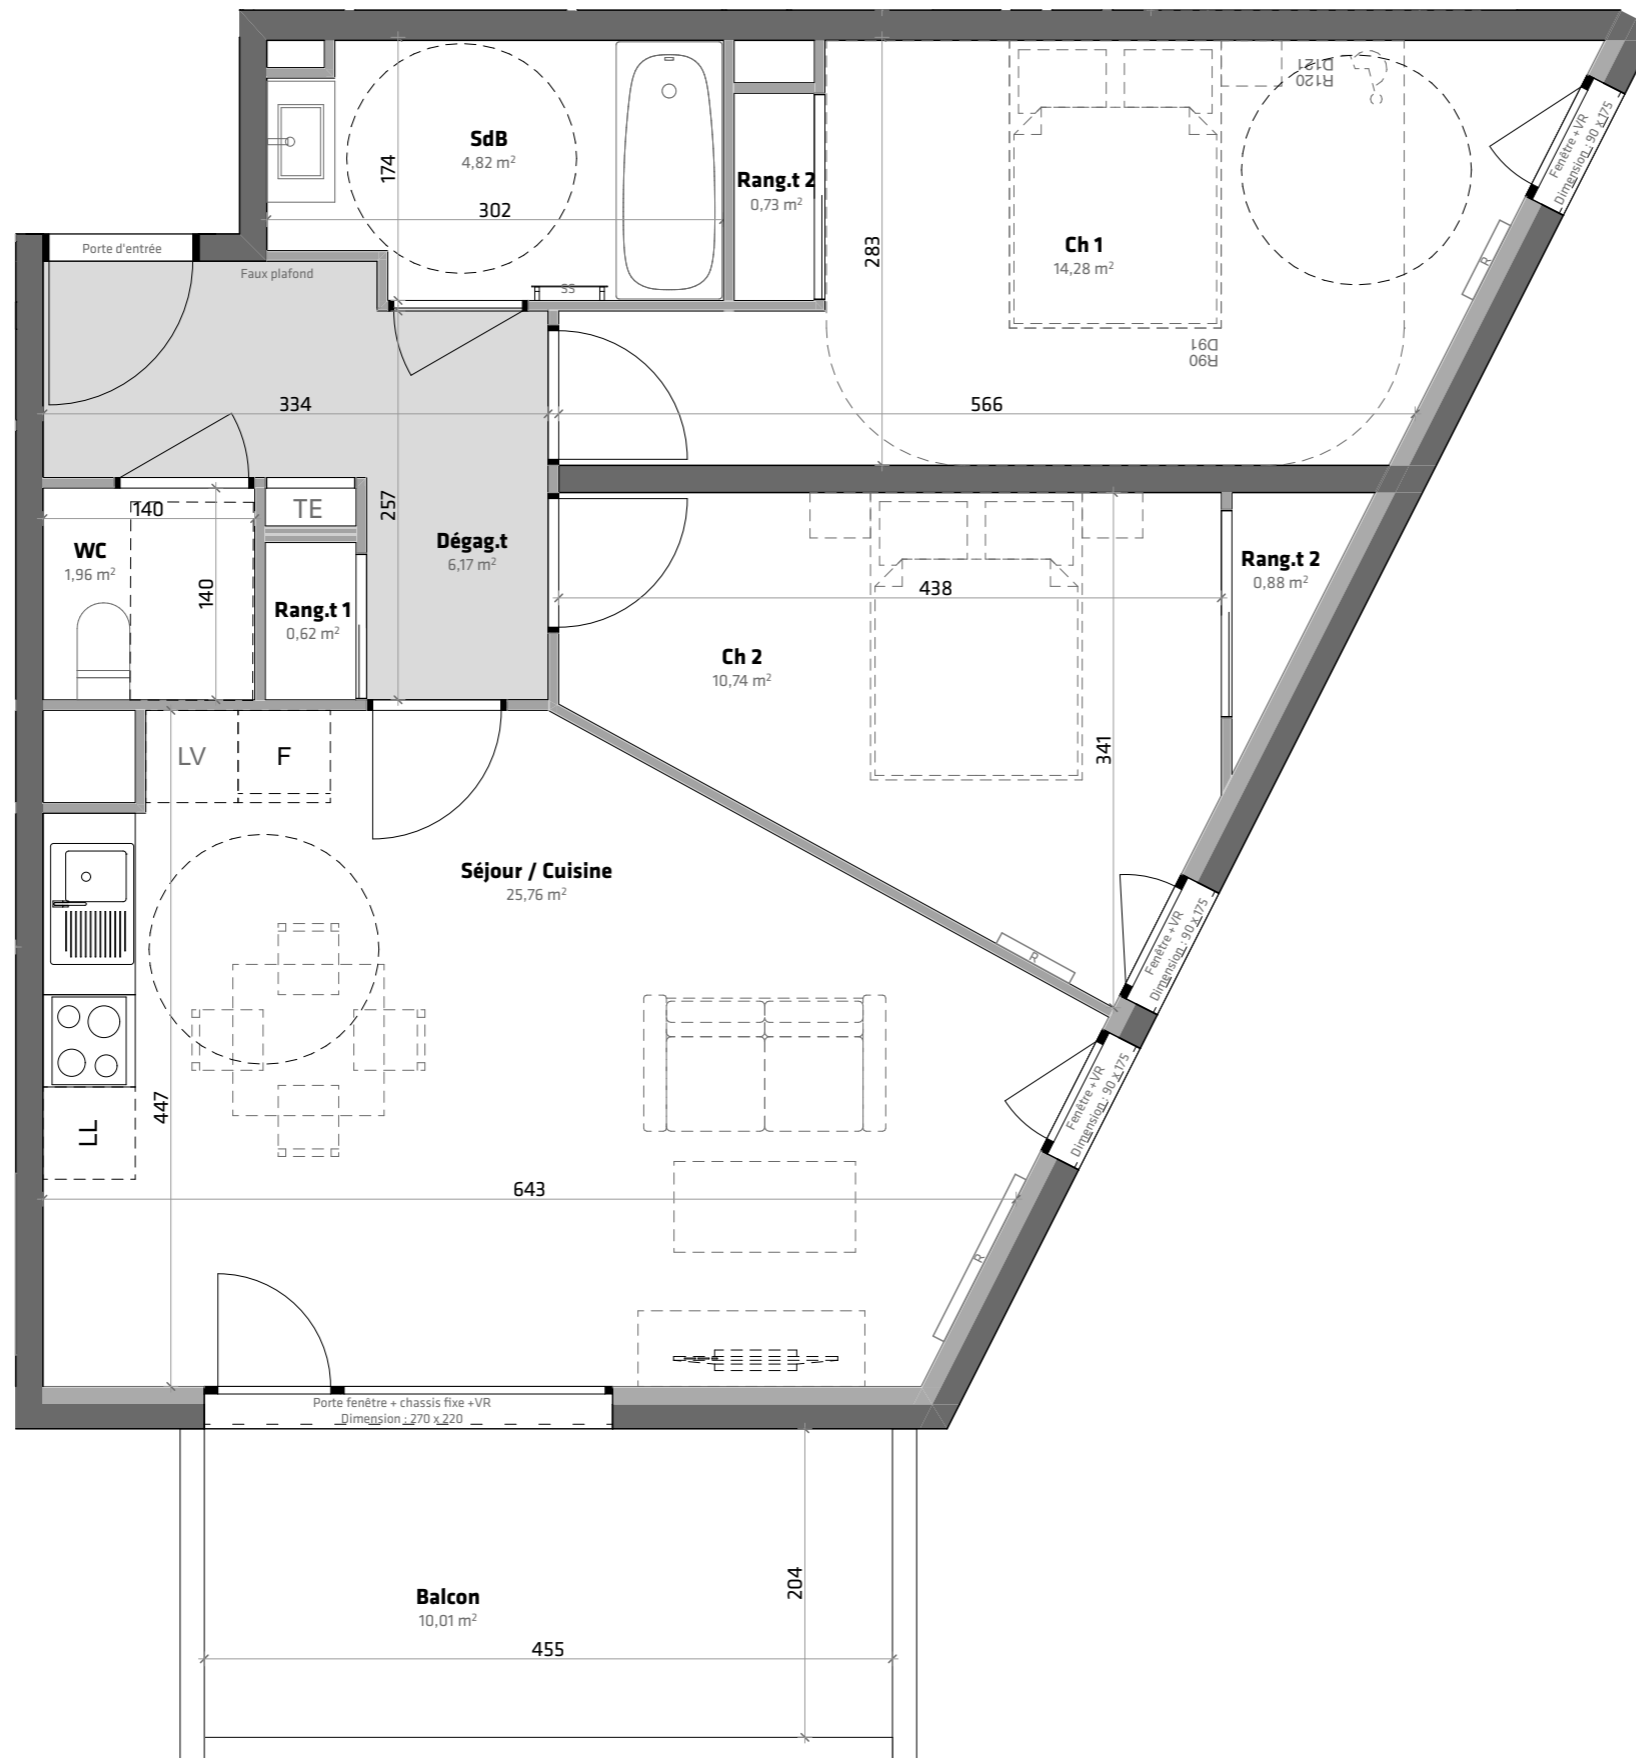 SdB
4,82 m²
174
302
Rang.t 2
0,73 m²
Ch 1
14,28 m²
283
R120
D121
Fenêtre +VR
Dimension : 90 x 175
R
Porte d'entrée
Faux plafond
SS
R90
D91
334
566
140
TE
257
WC
1,96 m²
140
Rang.t 1
0,62 m²
Dégag.t
6,17 m²
438
Rang.t 2
0,88 m²
Ch 2
10,74 m²
341
LV
F
Séjour / Cuisine
25,76 m²
R
Fenêtre +VR
Dimension : 90 x 175
Fenêtre +VR
Dimension : 90 x 175
447
LL
643
R
Porte fenêtre + chassis fixe +VR
Dimension : 270 x 220
Balcon
10,01 m²
204
455